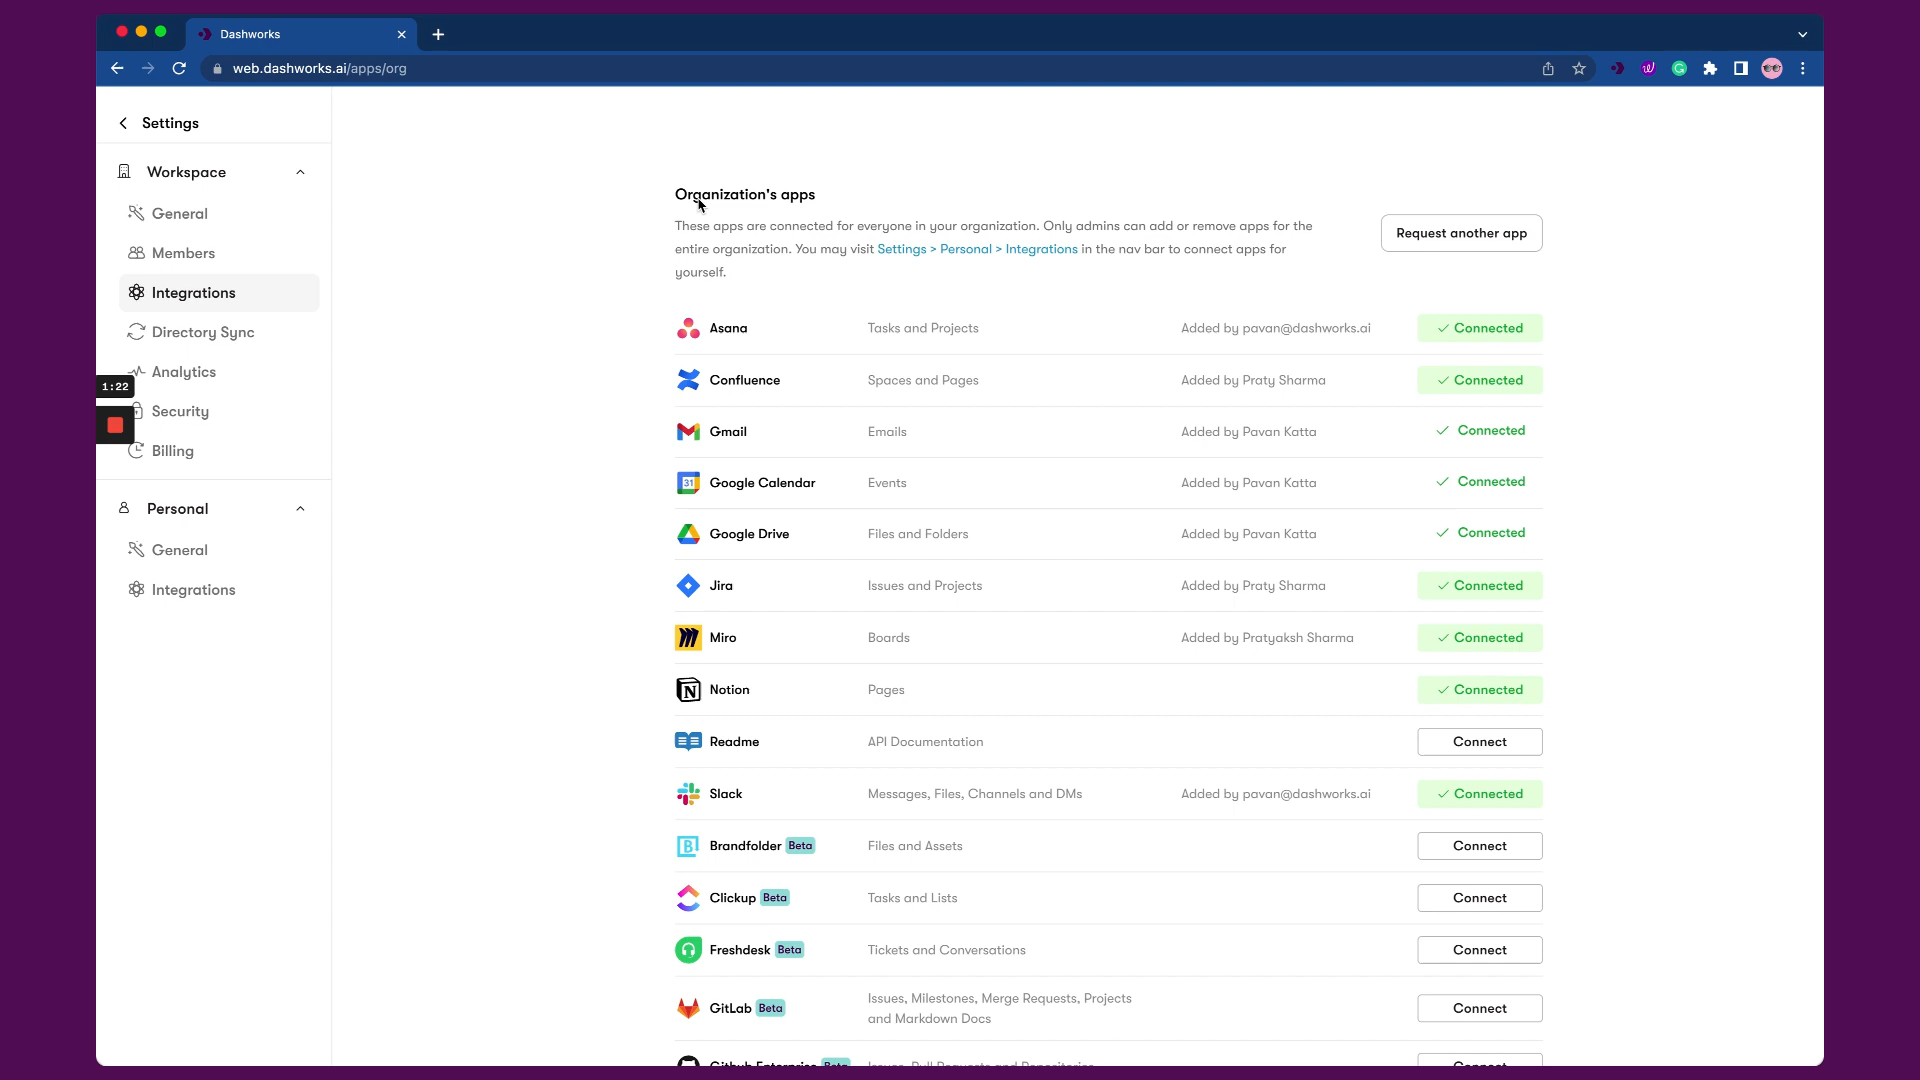 Dashworks
web.dashworks.ai/apps/org
Settings
Workspace
General
Members
Integrations
Directory Sync
Analytics
1:22
Security
Billing
Personal
General
Integrations
Organization's apps
These apps are connected for everyone in your organization. Only admins can add or remove apps for the
entire organization. You may visit Settings > Personal > Integrations in the nav bar to connect apps for
yourself.
Request another app
Asana Tasks and Projects Added by pavan@dashworks.ai Connected
Confluence Spaces and Pages Added by Praty Sharma Connected
Gmail Emails Added by Pavan Katta Connected
31 Google Calendar Events Added by Pavan Katta Connected
Google Drive Files and Folders Added by Pavan Katta Connected
Jira Issues and Projects Added by Praty Sharma Connected
Miro Boards Added by Pratyaksh Sharma Connected
Notion Pages Connected
Readme API Documentation Connect
Slack Messages, Files, Channels and DMs Added by pavan@dashworks.ai Connected
Brandfolder Beta Files and Assets Connect
Clickup Beta Tasks and Lists Connect
Freshdesk Beta Tickets and Conversations Connect
GitLab Beta Issues, Milestones, Merge Requests, Projects
and Markdown Docs Connect
Github Enterprise Beta Issues, Pull Requests and Repositories Connect